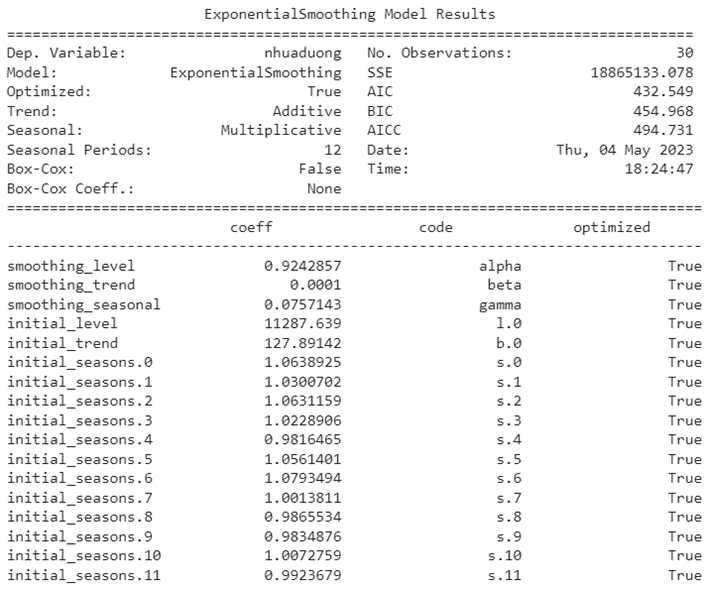 ExponentialSmoothing Model Results
================================================================================
Dep. Variable: nhuaduong No. Observations: 30
Model: ExponentialSmoothing SSE 18865133.078
Optimized: True AIC 432.549
Trend: Additive BIC 454.968
Seasonal: Multiplicative AICC 494.731
Seasonal Periods: 12 Date: Thu, 04 May 2023
Box-Cox: False Time: 18:24:47
Box-Cox Coeff.: None
=================================================================================
coeff code optimized
---------------------------------------------------------------------------------
smoothing_level 0.9242857 alpha True
smoothing_trend 0.0001 beta True
smoothing_seasonal 0.0757143 gamma True
initial_level 11287.639 l.0 True
initial_trend 127.89142 b.0 True
initial_seasons.0 1.0638925 s.0 True
initial_seasons.1 1.0300702 s.1 True
initial_seasons.2 1.0631159 s.2 True
initial_seasons.3 1.0228906 s.3 True
initial_seasons.4 0.9816465 s.4 True
initial_seasons.5 1.0561401 s.5 True
initial_seasons.6 1.0793494 s.6 True
initial_seasons.7 1.0013811 s.7 True
initial_seasons.8 0.9865534 s.8 True
initial_seasons.9 0.9834876 s.9 True
initial_seasons.10 1.0072759 s.10 True
initial_seasons.11 0.9923679 s.11 True